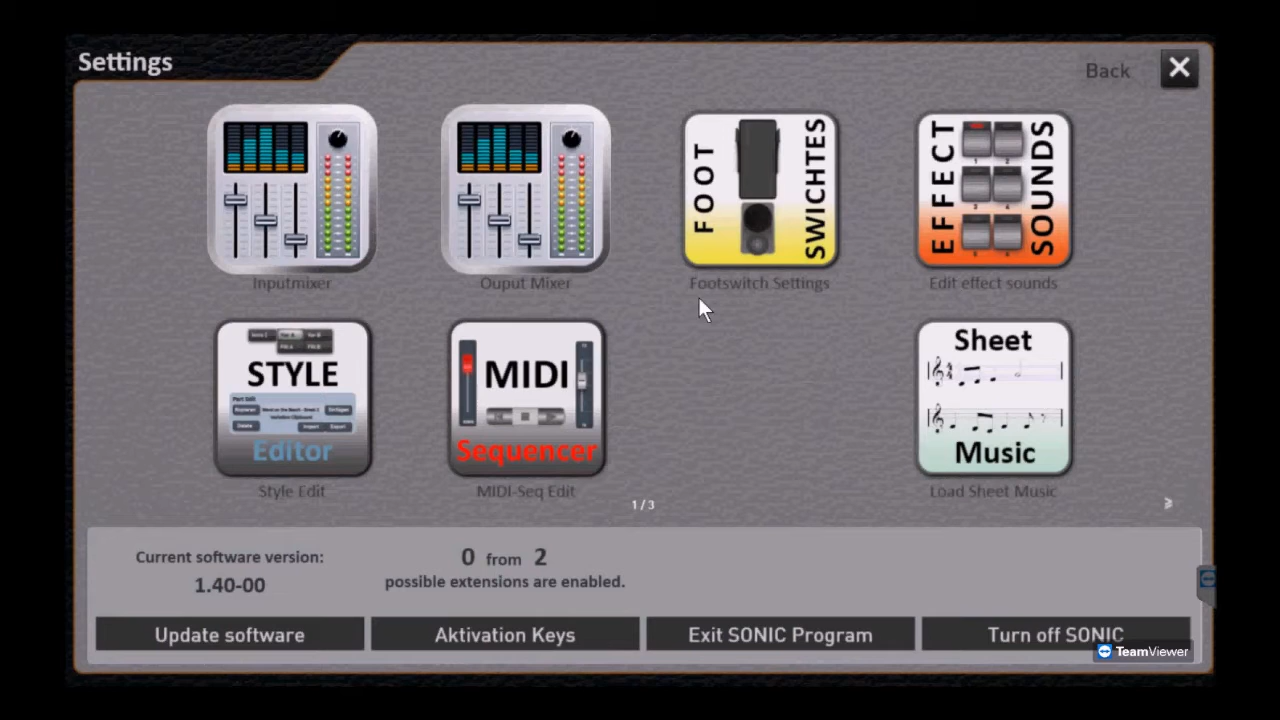 Settings
Back
FOOT
SWICHTES
EFFECT
SOUNDS
1 2
Inputmixer
Ouput Mixer
Footswitch Settings
Edit effect sounds
STYLE
Editor
MIDI
Sequencer
Sheet
Music
Style Edit
MIDI-Seq Edit
Load Sheet Music
1 / 3
Current software version:
1.40-00
0 from 2
possible extensions are enabled.
Update software
Aktivation Keys
Exit SONIC Program
Turn off SONIC
TeamViewer